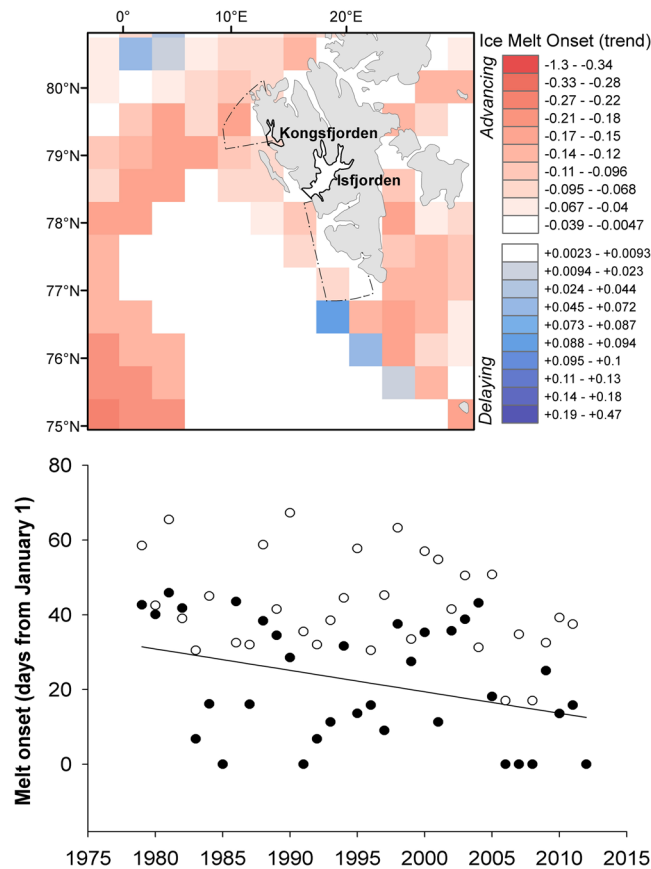 0° 10°E 20°E
Ice Melt Onset (trend)
80°N
79°N
78°N
77°N
76°N
75°N
Kongsfjorden
Isfjorden
Advancing
-1.3 - -0.34
-0.33 - -0.28
-0.27 - -0.22
-0.21 - -0.18
-0.17 - -0.15
-0.14 - -0.12
-0.11 - -0.096
-0.095 - -0.068
-0.067 - -0.04
-0.039 - -0.0047
Delaying
+0.0023 - +0.0093
+0.0094 - +0.023
+0.024 - +0.044
+0.045 - +0.072
+0.073 - +0.087
+0.088 - +0.094
+0.095 - +0.1
+0.11 - +0.13
+0.14 - +0.18
+0.19 - +0.47
Melt onset (days from January 1)
80
60
40
20
0
1975 1980 1985 1990 1995 2000 2005 2010 2015